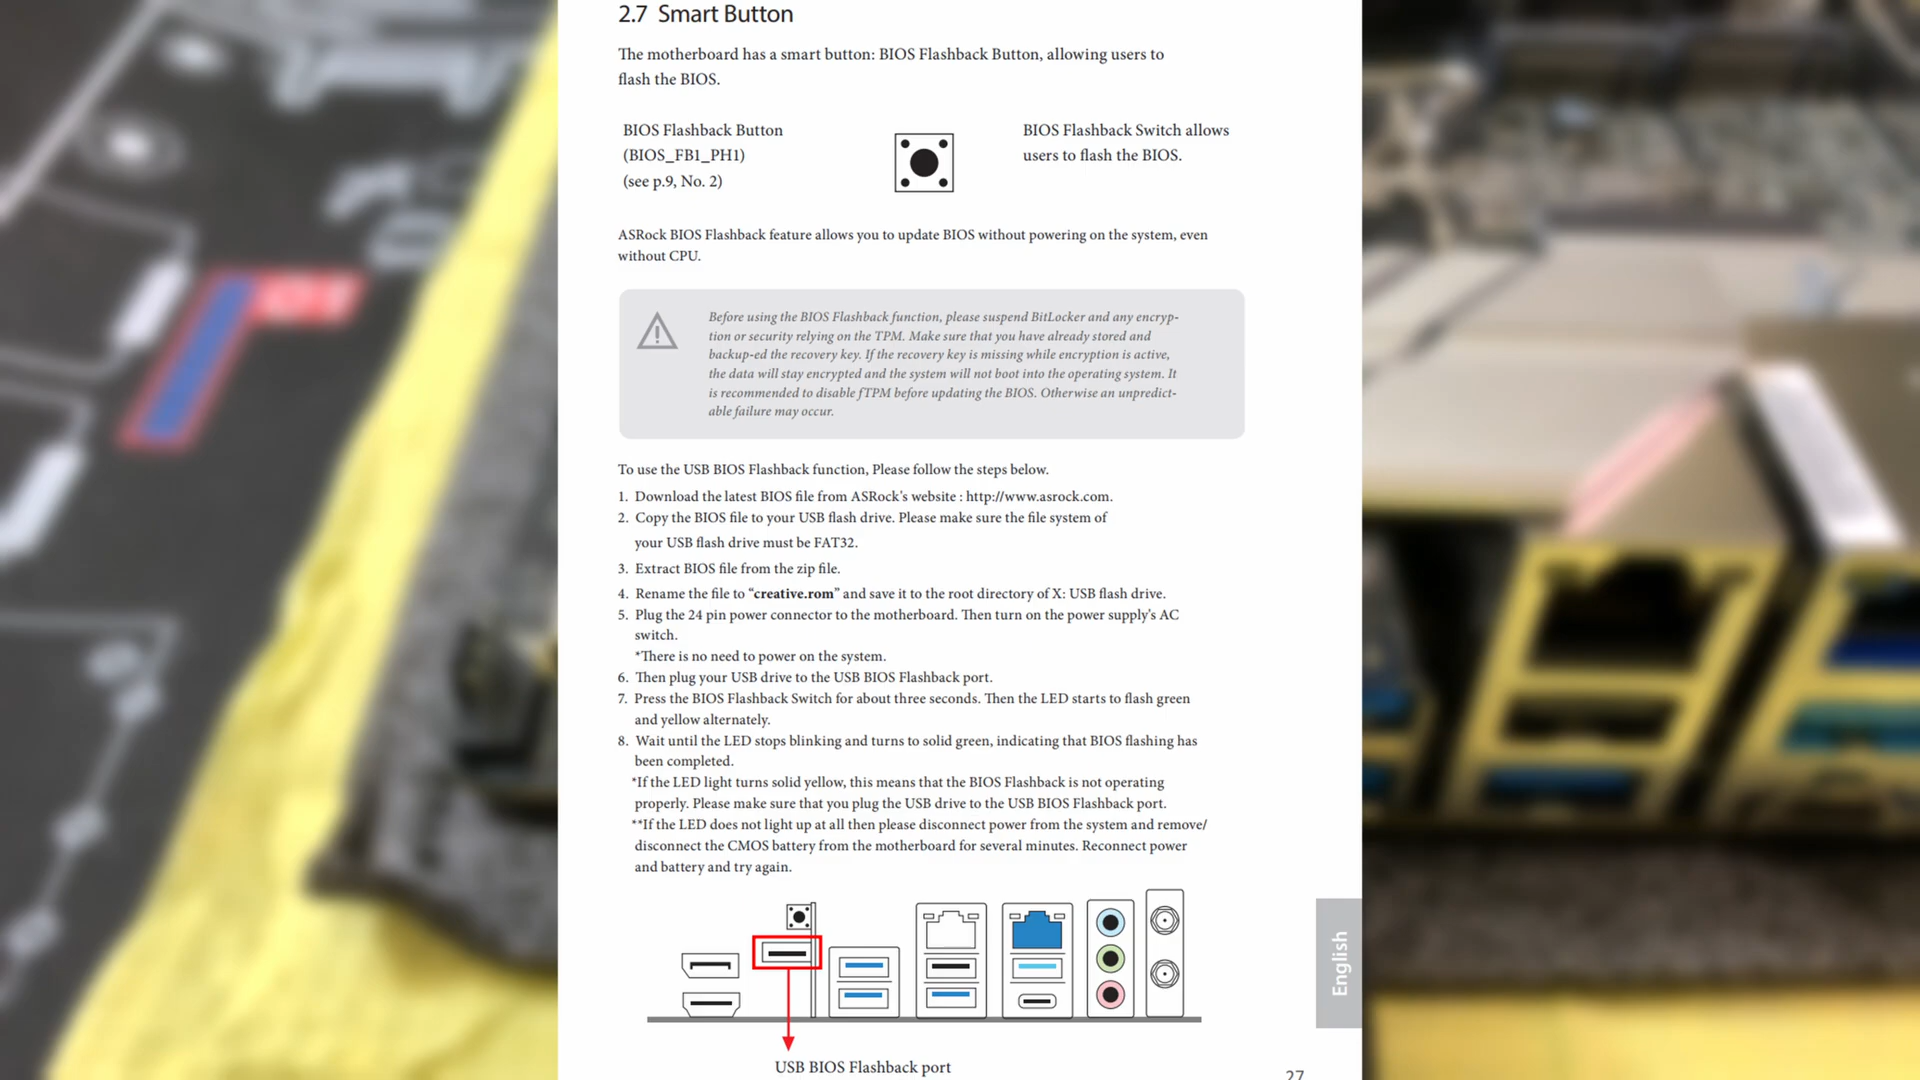 2.7 Smart Button
The motherboard has a smart button: BIOS Flashback Button, allowing users to
flash the BIOS.
BIOS Flashback Button
(BIOS_FB1_PH1)
(see p.9, No. 2)
BIOS Flashback Switch allows
users to flash the BIOS.
ASRock BIOS Flashback feature allows you to update BIOS without powering on the system, even
without CPU.
Before using the BIOS Flashback function, please suspend BitLocker and any encryp-
tion or security relying on the TPM. Make sure that you have already stored and
backup-ed the recovery key. If the recovery key is missing while encryption is active,
the data will stay encrypted and the system will not boot into the operating system. It
is recommended to disable fTPM before updating the BIOS. Otherwise an unpredict-
able failure may occur.
To use the USB BIOS Flashback function, Please follow the steps below.
1. Download the latest BIOS file from ASRock's website : http://www.asrock.com.
2. Copy the BIOS file to your USB flash drive. Please make sure the file system of
your USB flash drive must be FAT32.
3. Extract BIOS file from the zip file.
4. Rename the file to “creative.rom” and save it to the root directory of X: USB flash drive.
5. Plug the 24 pin power connector to the motherboard. Then turn on the power supply's AC
switch.
*There is no need to power on the system.
6. Then plug your USB drive to the USB BIOS Flashback port.
7. Press the BIOS Flashback Switch for about three seconds. Then the LED starts to flash green
and yellow alternately.
8. Wait until the LED stops blinking and turns to solid green, indicating that BIOS flashing has
been completed.
*If the LED light turns solid yellow, this means that the BIOS Flashback is not operating
properly. Please make sure that you plug the USB drive to the USB BIOS Flashback port.
**If the LED does not light up at all then please disconnect power from the system and remove/
disconnect the CMOS battery from the motherboard for several minutes. Reconnect power
and battery and try again.
English
USB BIOS Flashback port
27